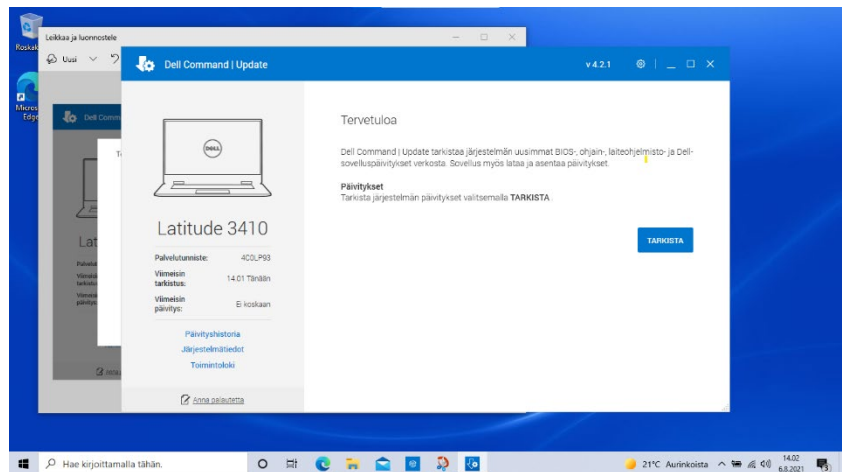 Roskak
Leikkaa ja luonnostele
Uusi
Micros
Edge
Dell Comm
Lat
Dell Command | Update
v 4.2.1
DELL
Latitude 3410
Palvelutunniste:
Viimeisin
tarkistus:
14.01 Tänään
Viimeisin
päivitys:
Ei koskaan
Päivityshistoria
Järjestelmätiedot
Toimintoloki
Anna palautetta
Tervetuloa
Dell Command | Update tarkistaa järjestelmän uusimmat BIOS-, ohjain-, laiteohjelmisto- ja Dell-
sovelluspäivitykset verkosta. Sovellus myös lataa ja asentaa päivitykset.
Päivitykset
Tarkista järjestelmän päivitykset valitsemalla TARKISTA
TARKISTA
Hae kirjoittamalla tähän.
21°C Aurinkoista
14.02
6.8.2021